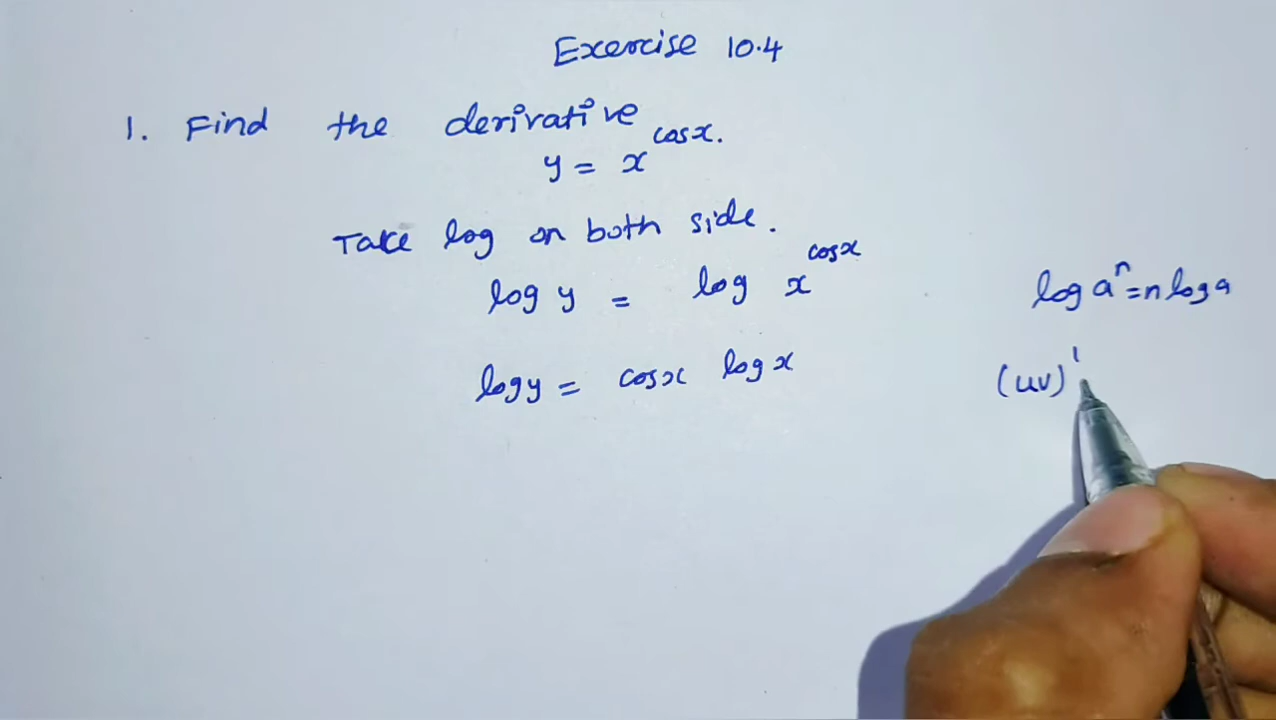 Exercise 10.4
1. Find the derivative
y = x^cosx.
Take log on both side.
log y = log x^cosx
log a^n = n log a
log y = cosx log x
(uv)'